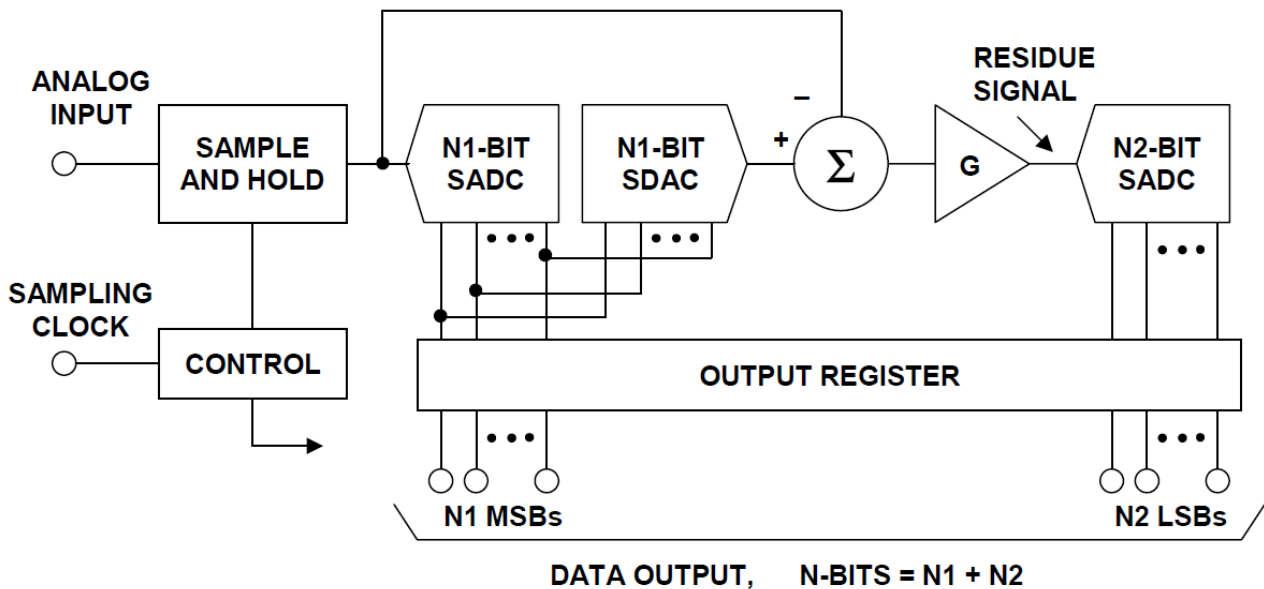 ANALOG
INPUT
SAMPLE
AND HOLD
N1-BIT
SADC
N1-BIT
SDAC
–
+
Σ
G
RESIDUE
SIGNAL
N2-BIT
SADC
SAMPLING
CLOCK
CONTROL
OUTPUT REGISTER
N1 MSBs
N2 LSBs
DATA OUTPUT, N-BITS = N1 + N2